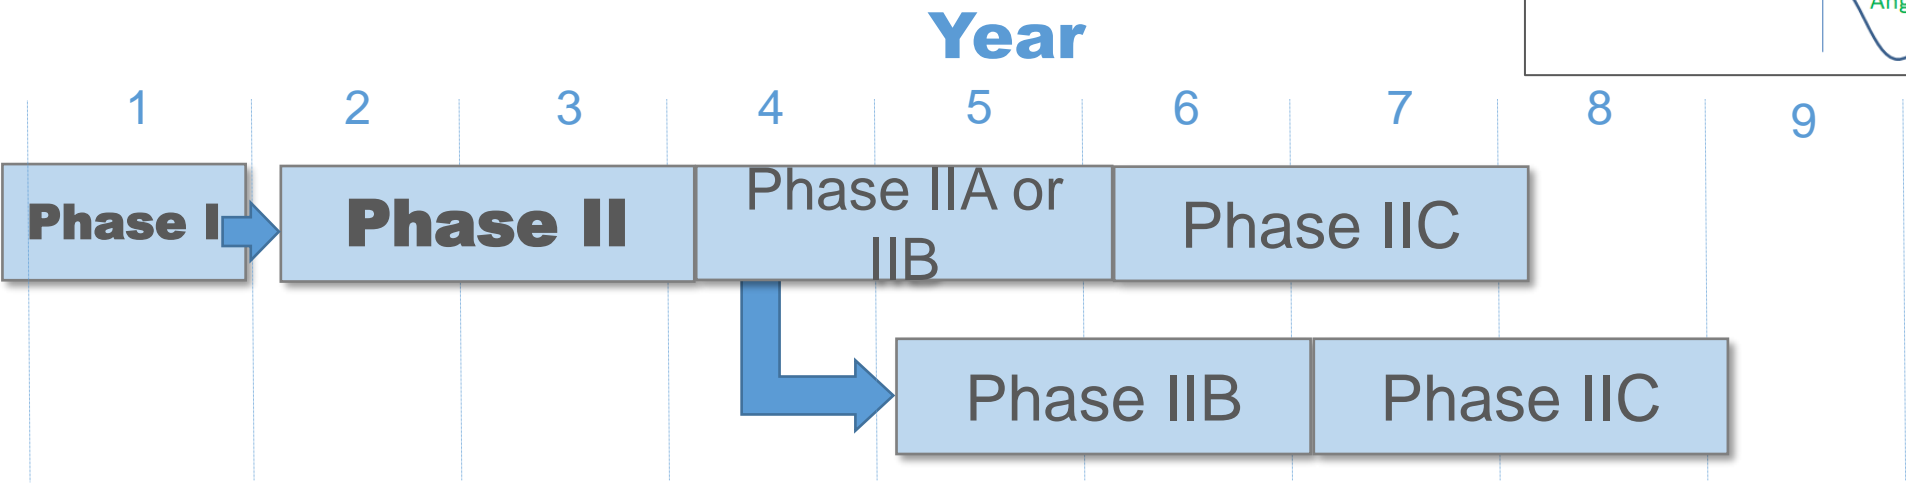 Year
1 2 3 4 5 6 7 8 9
Phase I
Phase II
Phase IIA or
IIB
Phase IIC
Phase IIB
Phase IIC